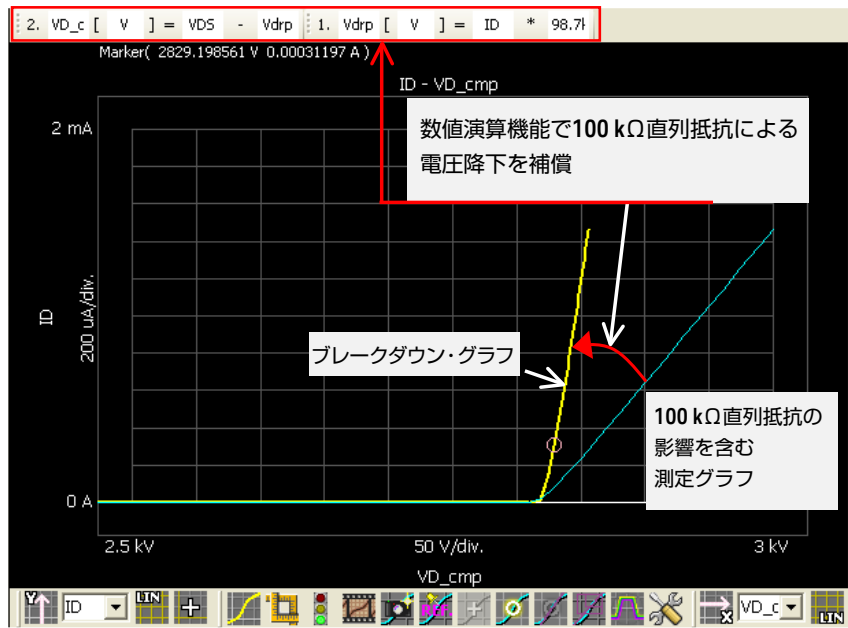 2. VD_c [ V ] = VDS - Vdrp 1. Vdrp [ V ] = ID * 98.7k
Marker( 2829.198561 V 0.00031197 A )
ID - VD_cmp
数値演算機能で100 kΩ直列抵抗による
電圧降下を補償
2 mA
ID
200 uA/div.
ブレークダウン・グラフ
100 kΩ直列抵抗の
影響を含む
測定グラフ
0 A
2.5 kV 50 V/div. 3 kV
VD_cmp
Y ID LIN X VD_c LIN